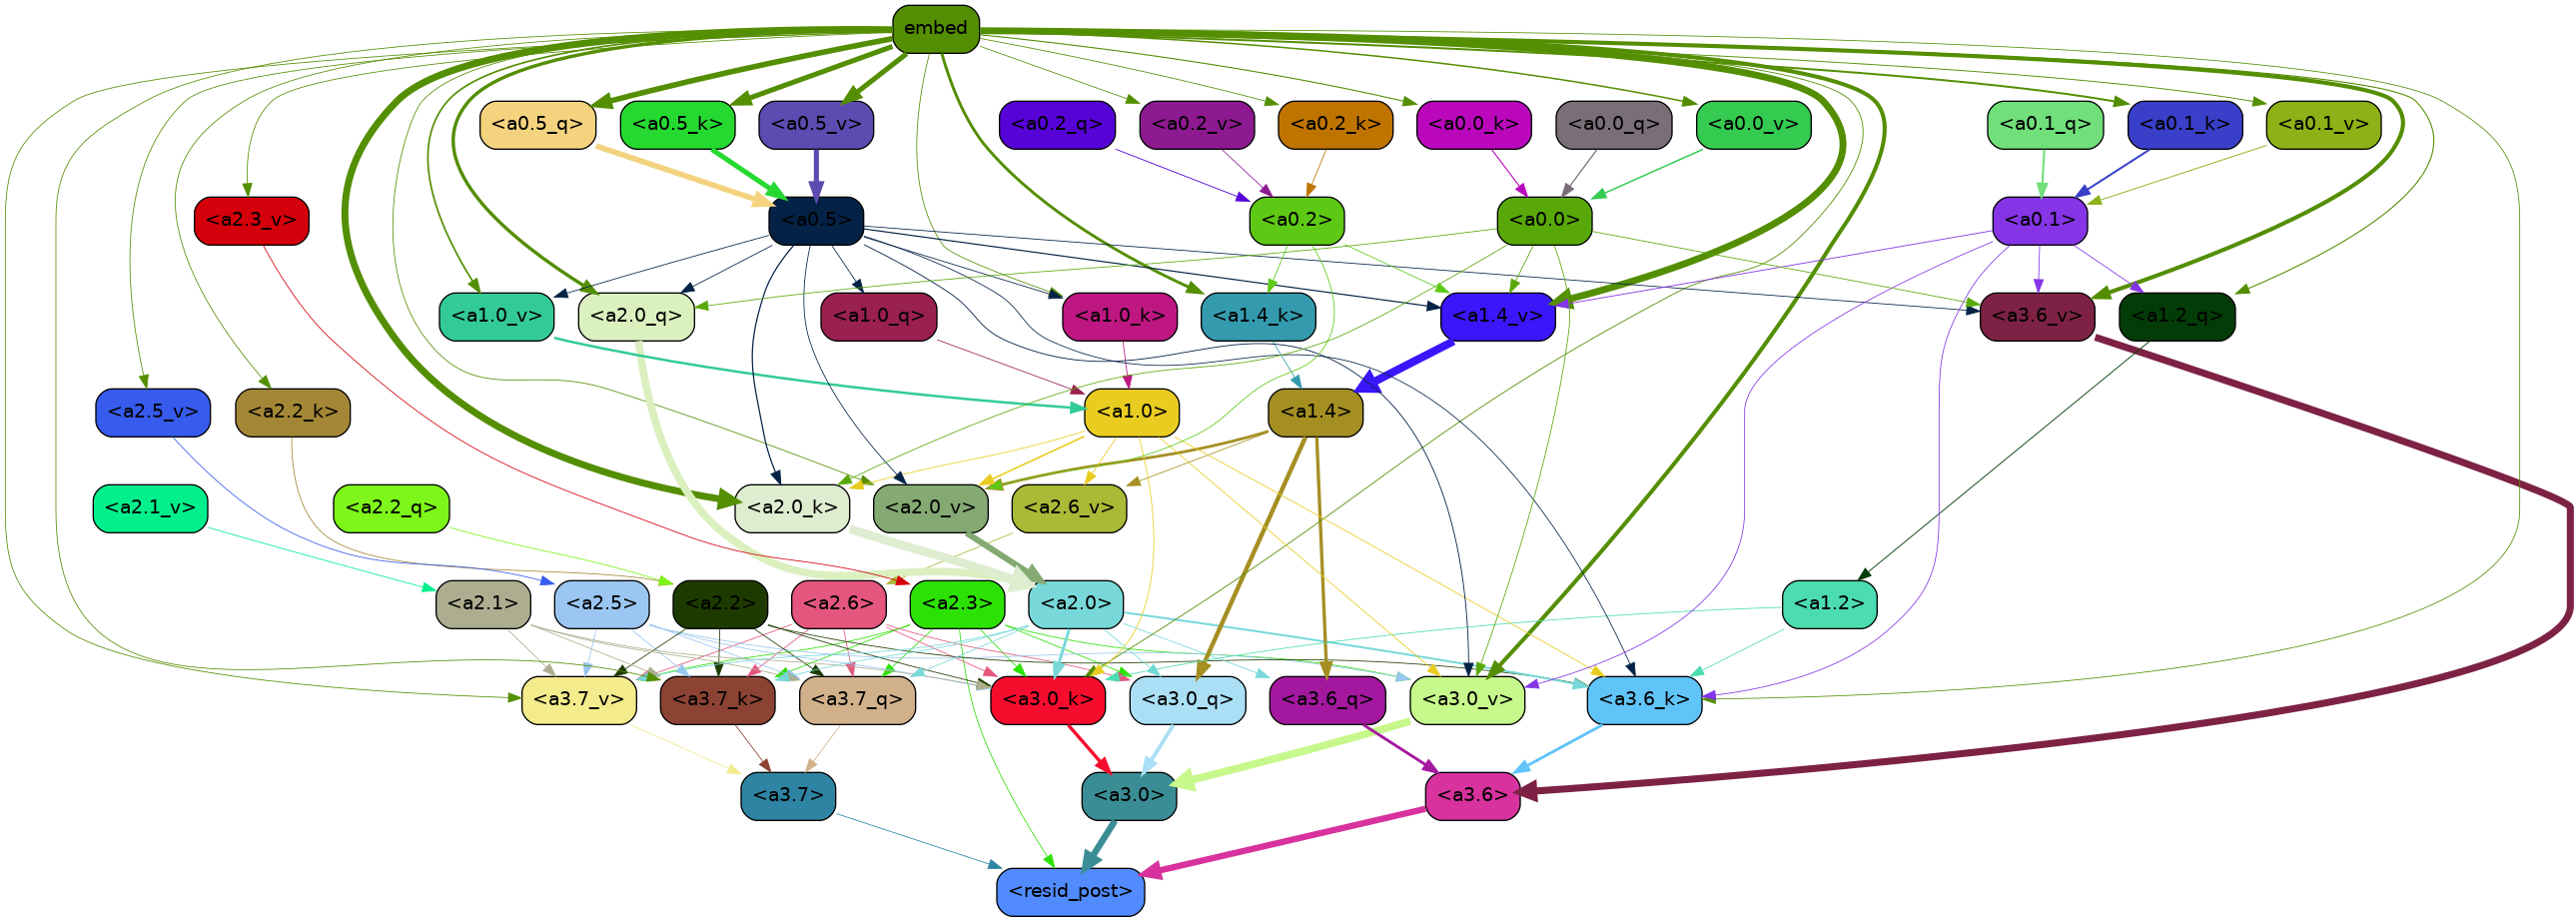 embed
<a0.5_q>
<a0.5_k>
<a0.5_v>
<a0.2_q>
<a0.2_v>
<a0.2_k>
<a0.0_k>
<a0.0_q>
<a0.0_v>
<a0.1_q>
<a0.1_k>
<a0.1_v>
<a2.3_v>
<a0.5>
<a0.2>
<a0.0>
<a0.1>
<a1.0_v>
<a2.0_q>
<a1.0_q>
<a1.0_k>
<a1.4_k>
<a1.4_v>
<a3.6_v>
<a1.2_q>
<a2.5_v>
<a2.2_k>
<a1.0>
<a1.4>
<a2.1_v>
<a2.2_q>
<a2.0_k>
<a2.0_v>
<a2.6_v>
<a2.1>
<a2.5>
<a2.2>
<a2.6>
<a2.3>
<a2.0>
<a1.2>
<a3.7_v>
<a3.7_k>
<a3.7_q>
<a3.0_k>
<a3.0_q>
<a3.6_q>
<a3.0_v>
<a3.6_k>
<a3.7>
<a3.0>
<a3.6>
<resid_post>